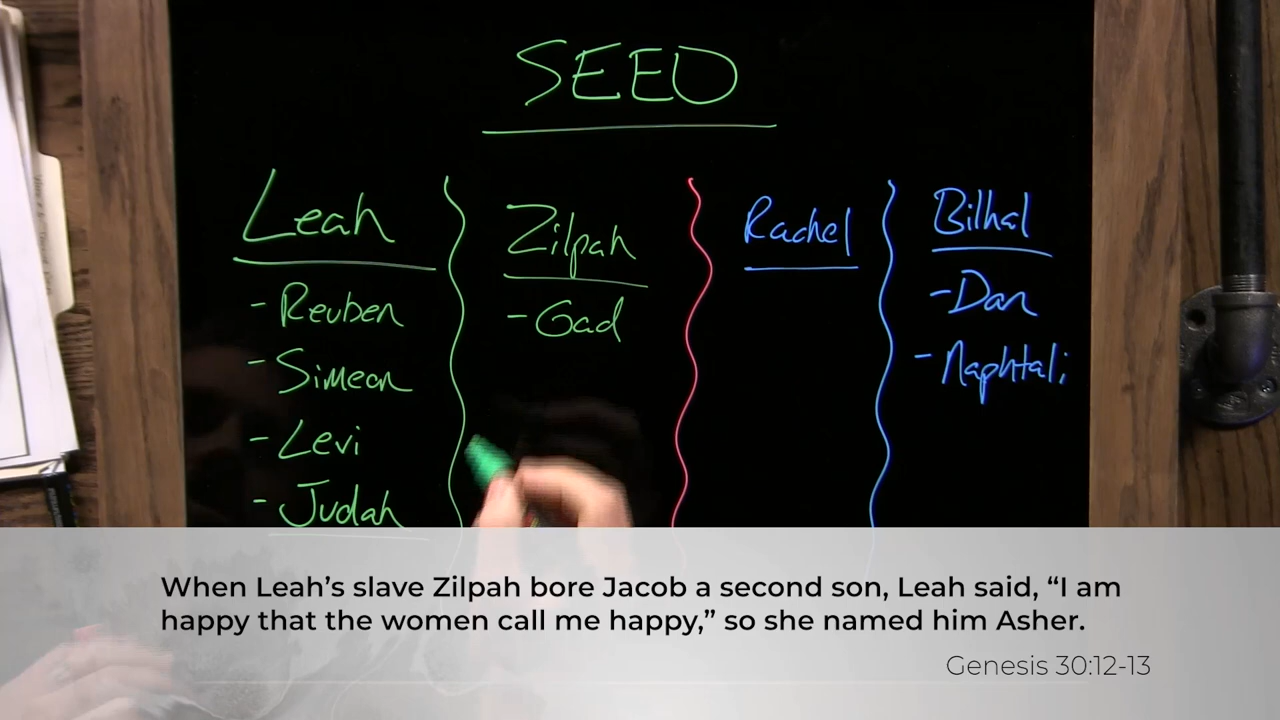 SEED
Leah
- Reuben
- Simeon
- Levi
- Judah
Zilpah
- Gad
Rachel
Bilhal
- Dan
- Naphtali
When Leah’s slave Zilpah bore Jacob a second son, Leah said, “I am
happy that the women call me happy,” so she named him Asher.
Genesis 30:12-13